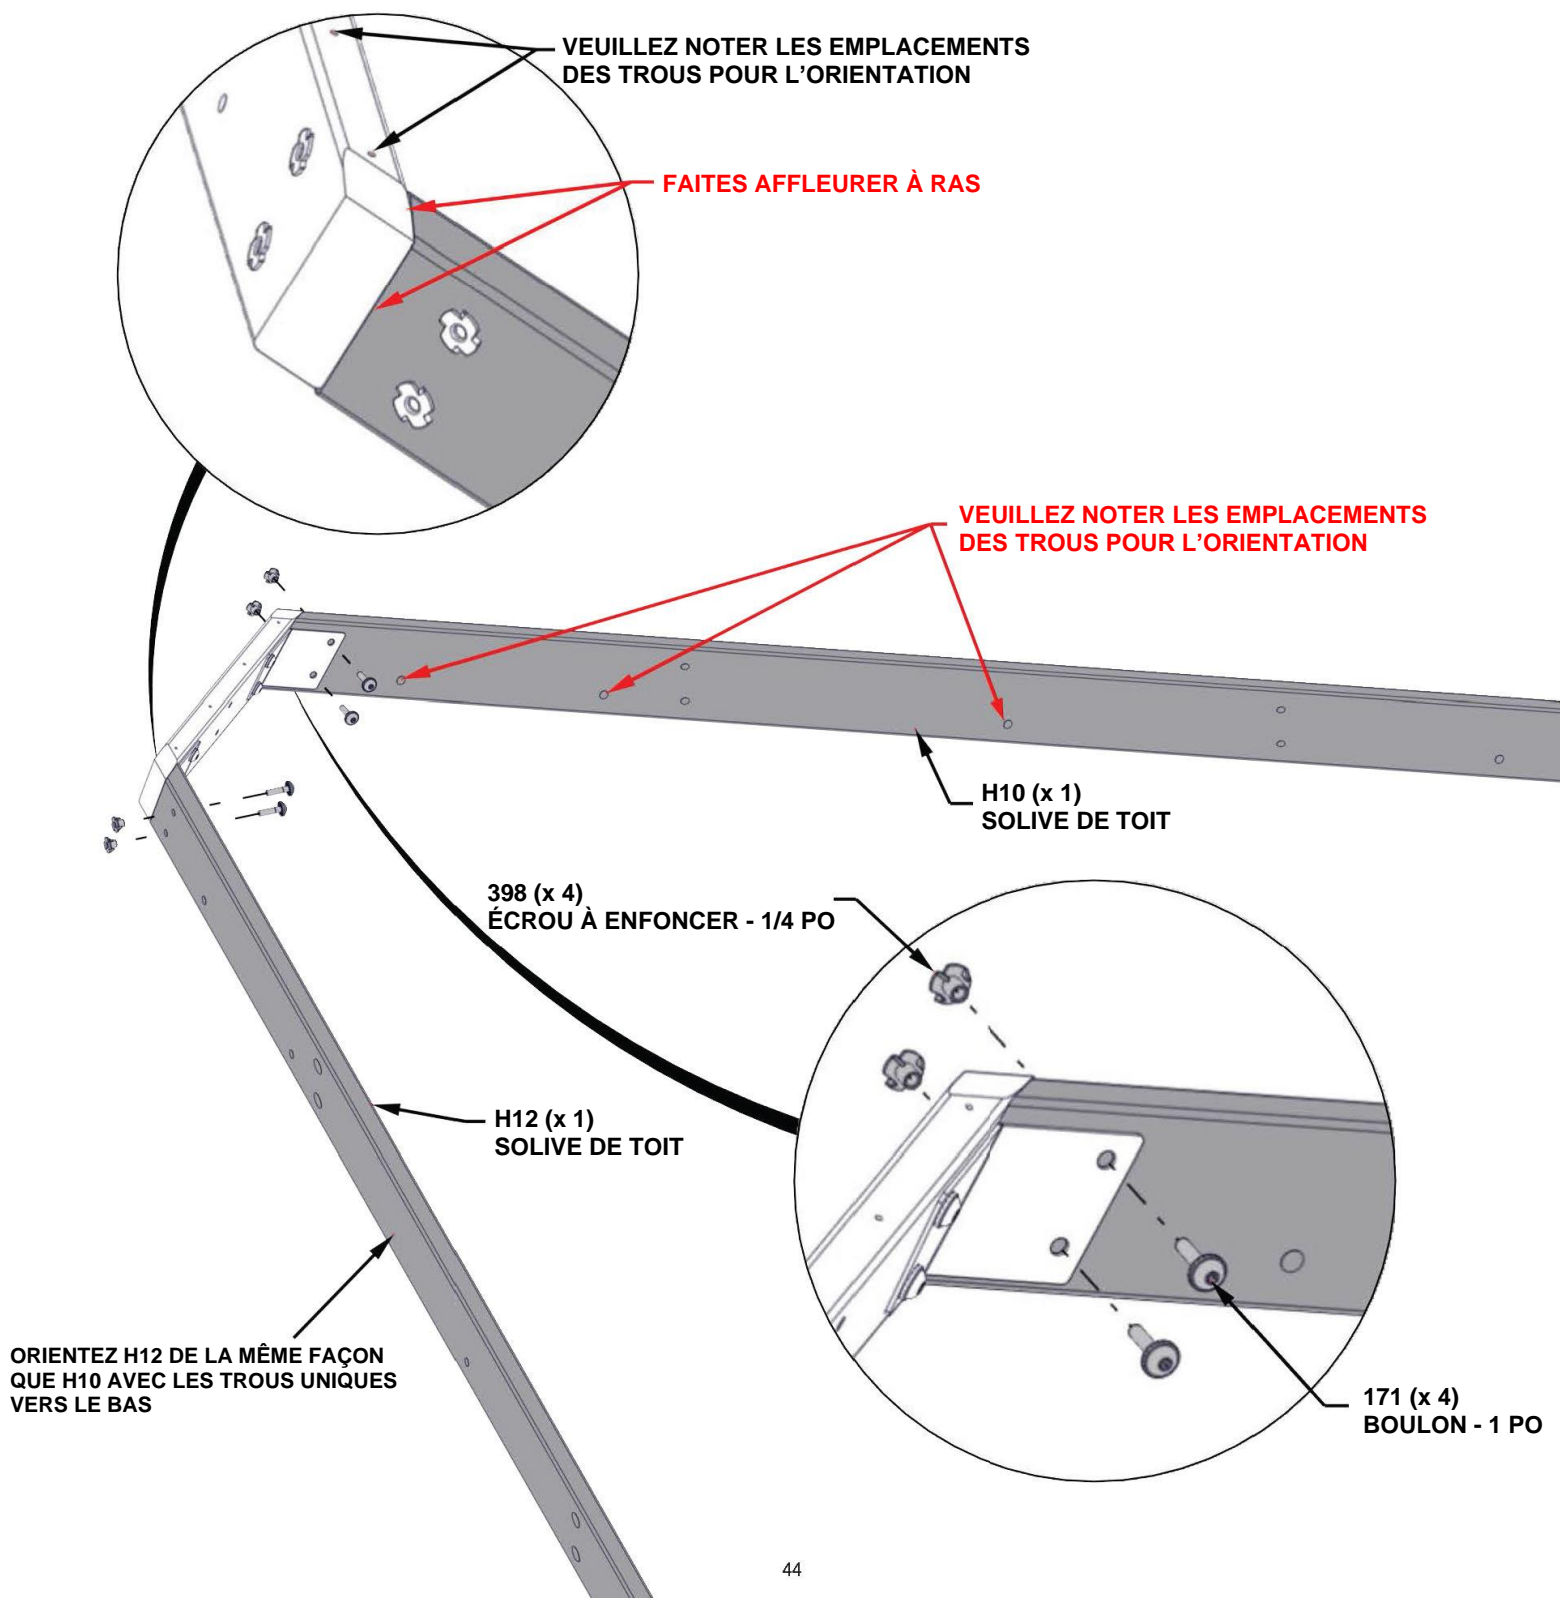 VEUILLEZ NOTER LES EMPLACEMENTS
DES TROUS POUR L'ORIENTATION
FAITES AFFLEURER À RAS
VEUILLEZ NOTER LES EMPLACEMENTS
DES TROUS POUR L'ORIENTATION
H10 (x 1)
SOLIVE DE TOIT
398 (x 4)
ÉCROU À ENFONCER - 1/4 PO
H12 (x 1)
SOLIVE DE TOIT
ORIENTEZ H12 DE LA MÊME FAÇON
QUE H10 AVEC LES TROUS UNIQUES
VERS LE BAS
171 (x 4)
BOULON - 1 PO
44